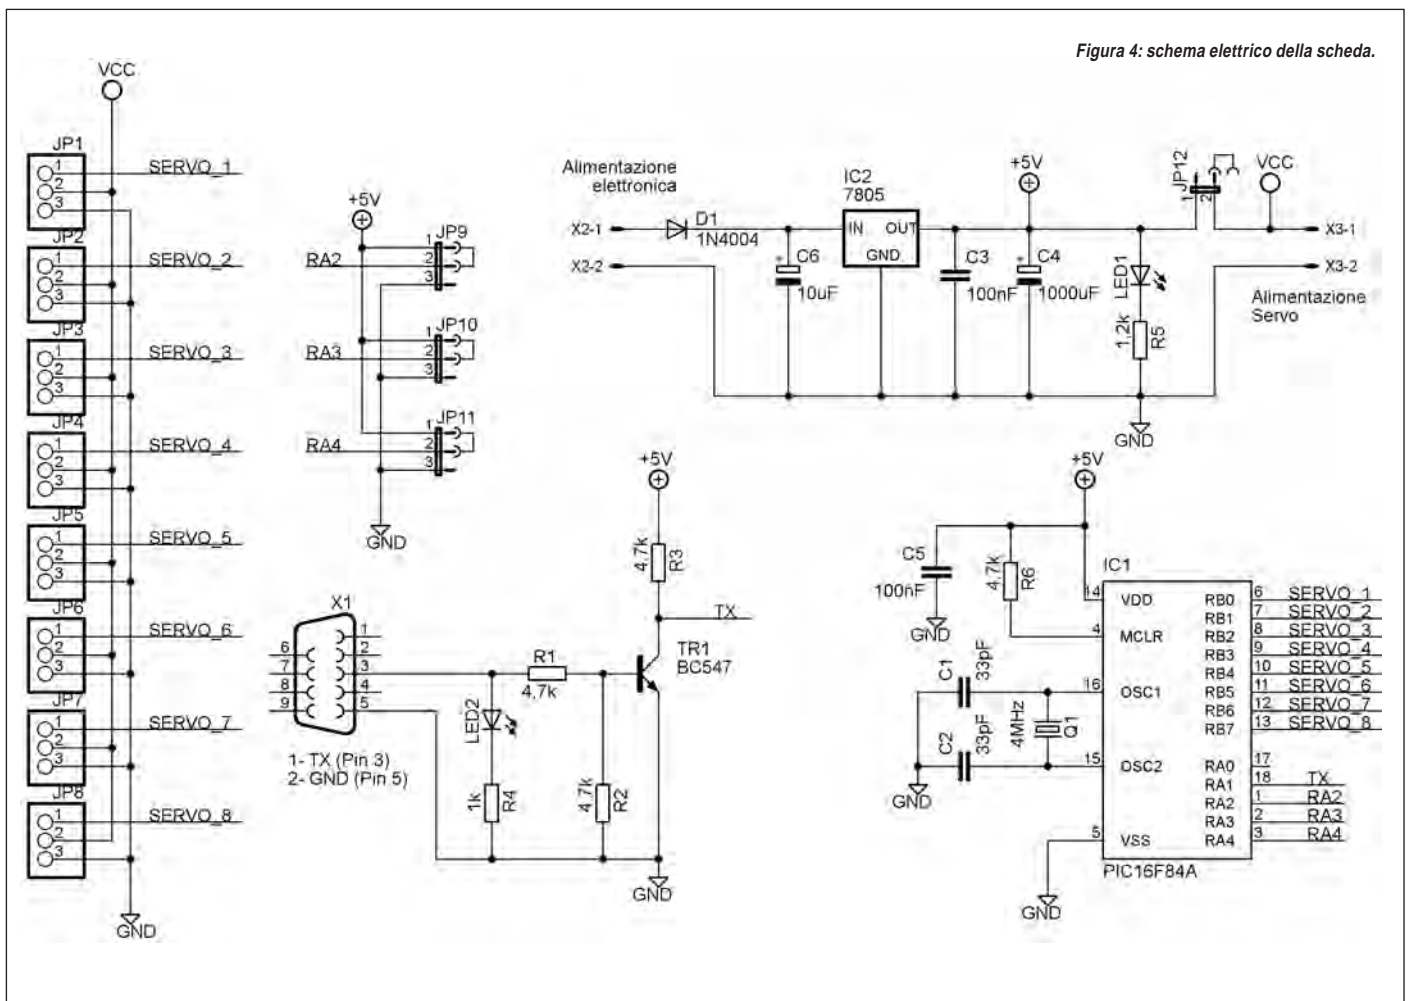 Figura 4: schema elettrico della scheda.
VCC
JP1
1
2
3
SERVO_1
JP2
1
2
3
SERVO_2
JP3
1
2
3
SERVO_3
JP4
1
2
3
SERVO_4
JP5
1
2
3
SERVO_5
JP6
1
2
3
SERVO_6
JP7
1
2
3
SERVO_7
JP8
1
2
3
SERVO_8
GND
+5V
RA2
1
2
3
JP9
RA3
1
2
3
JP10
RA4
1
2
3
JP11
GND
Alimentazione
elettronica
X2-1
X2-2
D1
1N4004
C6
+
10uF
IC2
7805
IN
OUT
GND
C3
100nF
+5V
C4
+
1000uF
LED1
1,2k
R5
GND
JP12
1
2
VCC
X3-1
X3-2
Alimentazione
Servo
X1
6
7
8
9
1
2
3
4
5
1- TX (Pin 3)
2- GND (Pin 5)
LED2
1k
R4
R1
4,7k
4,7k
R2
+5V
4,7k
R3
TX
TR1
BC547
GND
+5V
C5
100nF
GND
4,7k
R6
C1
33pF
C2
33pF
GND
4MHz
Q1
IC1
14
VDD
4
MCLR
16
OSC1
15
OSC2
5
VSS
GND
RB0
6
SERVO_1
RB1
7
SERVO_2
RB2
8
SERVO_3
RB3
9
SERVO_4
RB4
10
SERVO_5
RB5
11
SERVO_6
RB6
12
SERVO_7
RB7
13
SERVO_8
RA0
17
RA1
18
TX
RA2
1
RA2
RA3
2
RA3
RA4
3
RA4
PIC16F84A